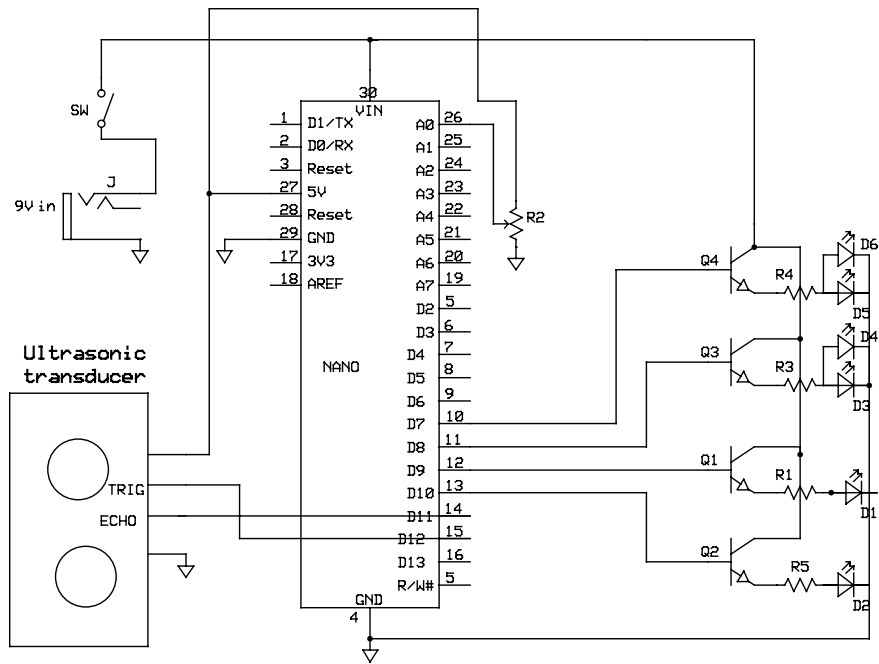 30
VIN
SW
1 D1/TX A0 26
2 D0/RX A1 25
3 Reset A2 24
J
27 5V A3 23
9V in
28 Reset A4 22 R2
29 GND A5 21
17 3V3 A6 20
18 AREF A7 19
D2 5
D3 6
D4 7
D5 8
D6 9
D7 10
D8 11
D9 12
D10 13
D11 14
D12 15
D13 16
R/W# 5
NANO
GND
4
Ultrasonic
transducer
TRIG
ECHO
Q4
R4
D6
D5
Q3
R3
D4
D3
Q1
R1
D1
Q2
R5
D2